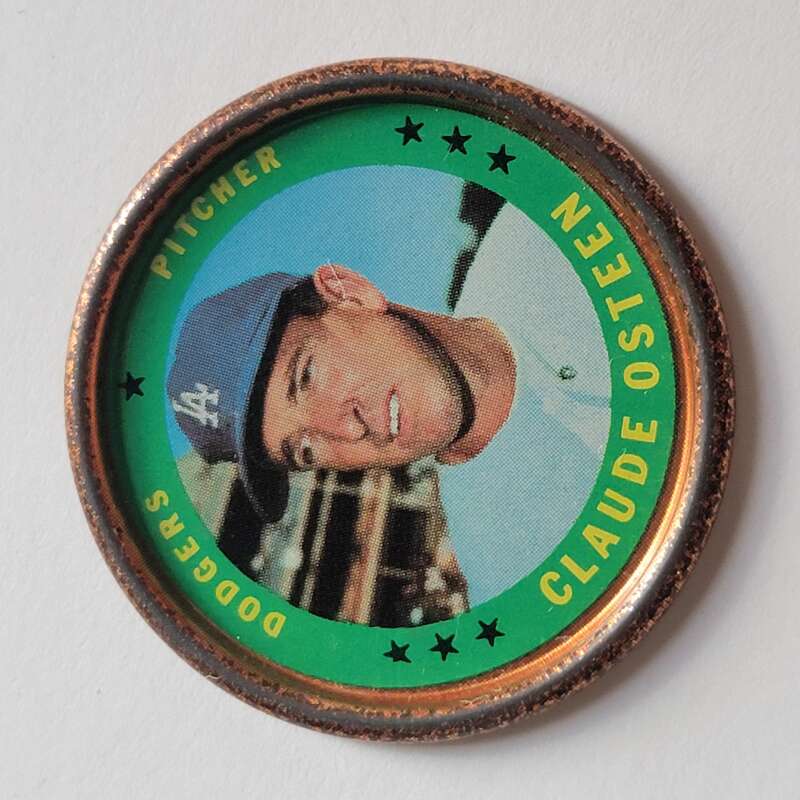 DODGERS
PITCHER
LA
CLAUDE OSTEEN